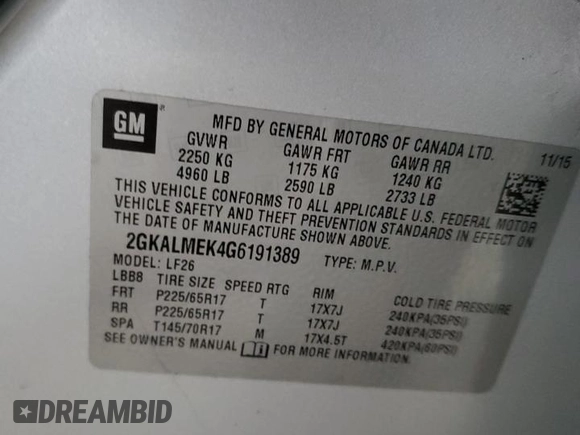 GM
MFD BY GENERAL MOTORS OF CANADA LTD.
11/15
GVWR GAWR FRT GAWR RR
2250 KG 1175 KG 1240 KG
4960 LB 2590 LB 2733 LB
THIS VEHICLE CONFORMS TO ALL APPLICABLE U.S. FEDERAL MOTOR
VEHICLE SAFETY AND THEFT PREVENTION STANDARDS IN EFFECT ON
THE DATE OF MANUFACTURE SHOWN ABOVE.
2GKALMEK4G6191389 TYPE: M.P.V.
MODEL: LF26
LBB8 TIRE SIZE SPEED RTG RIM COLD TIRE PRESSURE
FRT P225/65R17 T 17X7J 240KPA(35PSI)
RR P225/65R17 T 17X7J 240KPA(35PSI)
SPA T145/70R17 M 17X4.5T 420KPA(60PSI)
SEE OWNER'S MANUAL FOR MORE INFORMATION.
DREAMBID